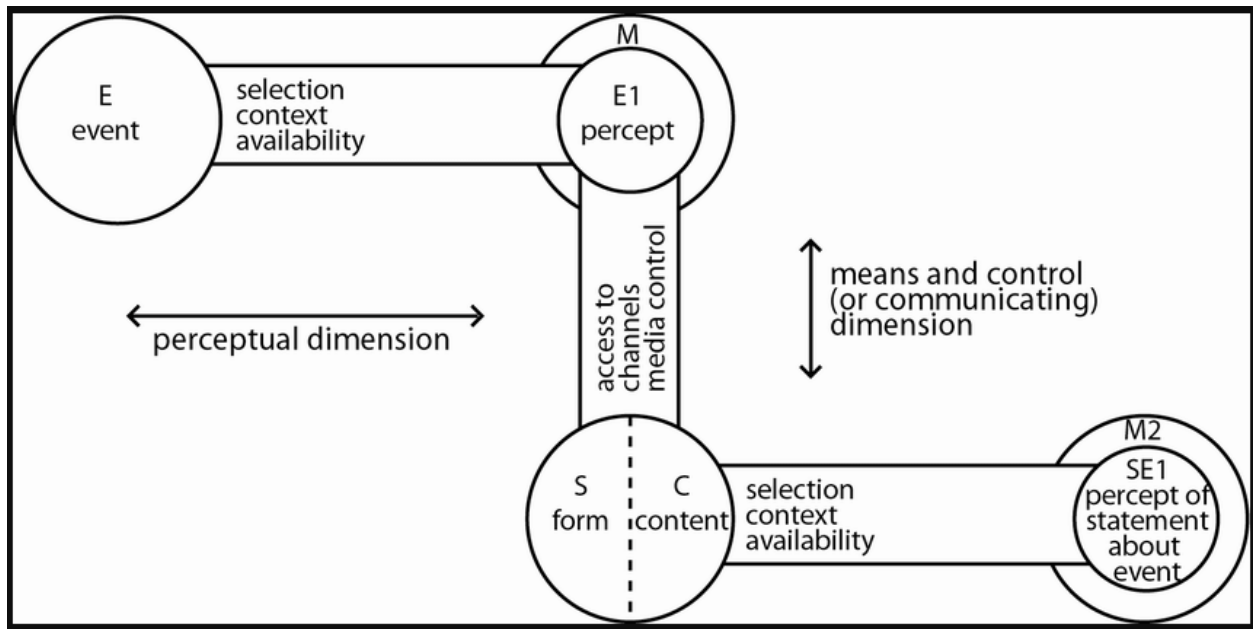 E
event
selection
context
availability
M
E1
percept
access to
channels
media control
perceptual dimension
means and control
(or communicating)
dimension
S
form
C
content
selection
context
availability
M2
SE1
percept of
statement
about
event